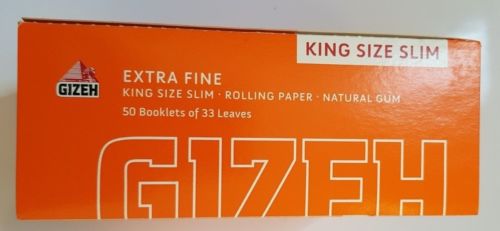 KING SIZE SLIM
GIZEH
EXTRA FINE
KING SIZE SLIM · ROLLING PAPER · NATURAL GUM
50 Booklets of 33 Leaves
GIZEH